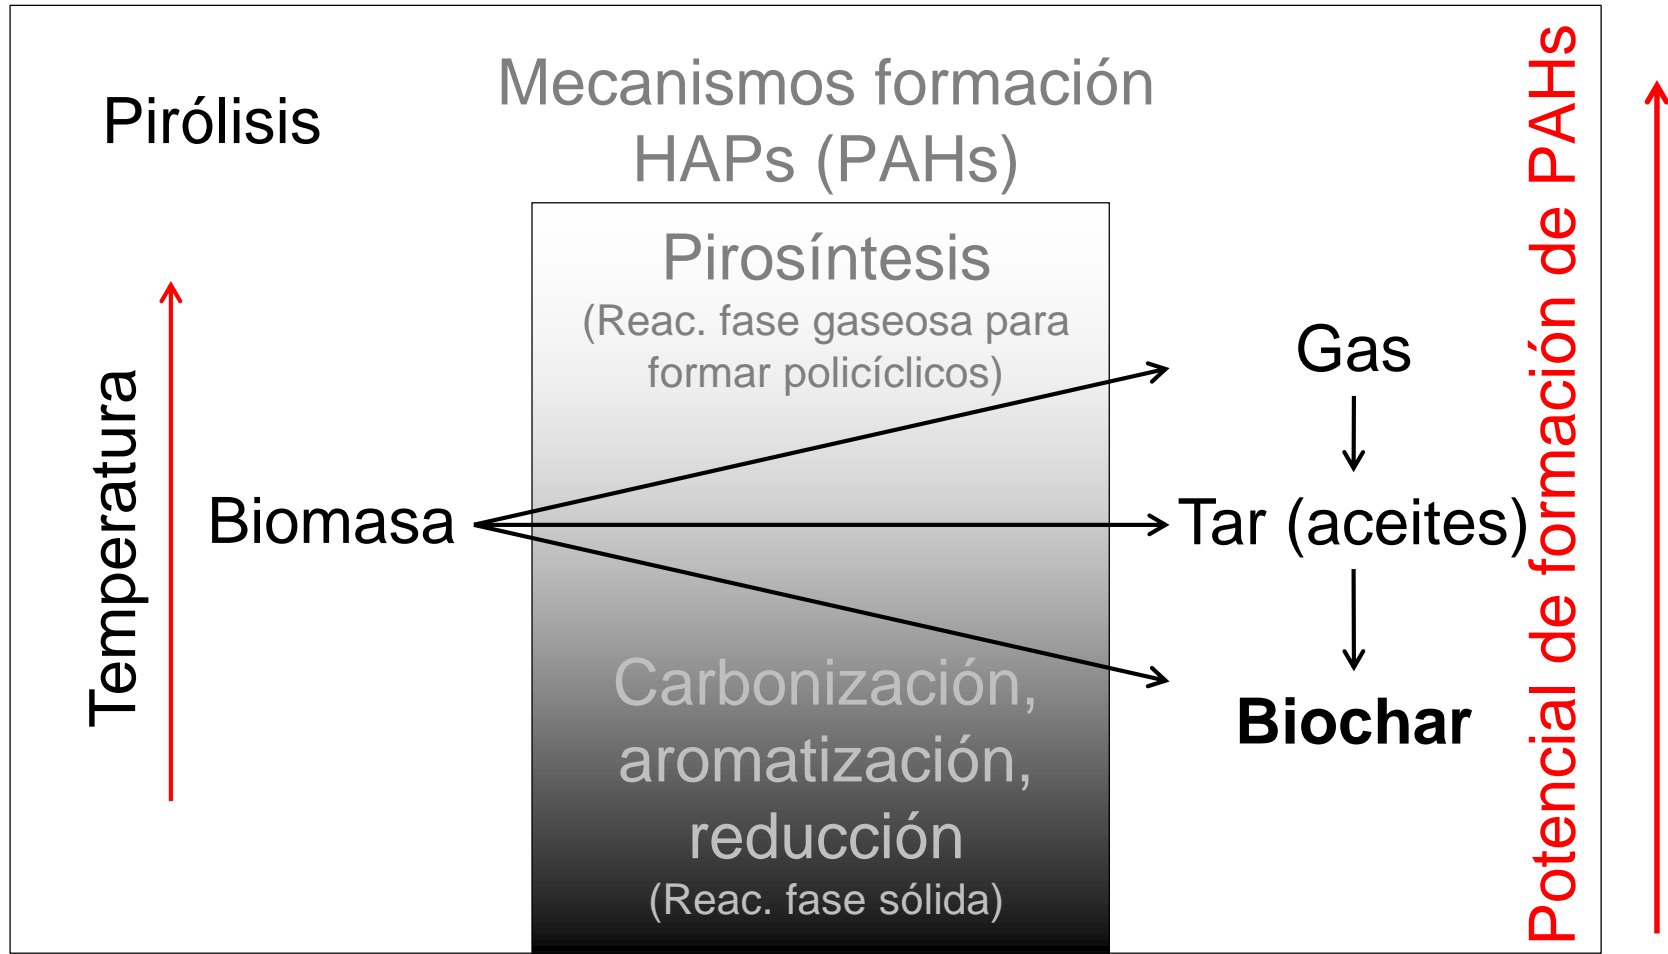 Pirólisis
Mecanismos formación
HAPs (PAHs)
Pirosíntesis
(Reac. fase gaseosa para
formar policíclicos)
Temperatura
Biomasa
Gas
Tar (aceites)
Biochar
Carbonización,
aromatización,
reducción
(Reac. fase sólida)
Potencial de formación de PAHs